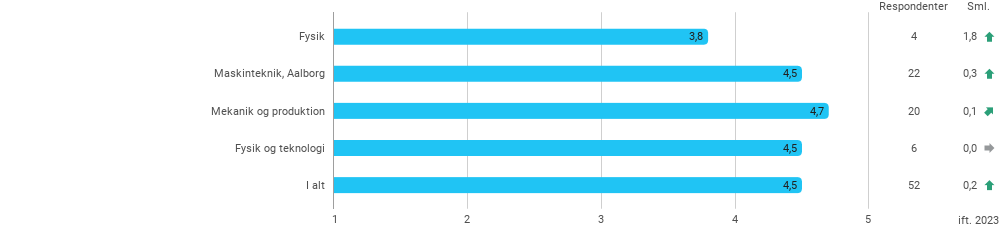 Respondenter Sml.
Fysik 3,8 4 1,8
Maskinteknik, Aalborg 4,5 22 0,3
Mekanik og produktion 4,7 20 0,1
Fysik og teknologi 4,5 6 0,0
I alt 4,5 52 0,2
1 2 3 4 5 ift. 2023